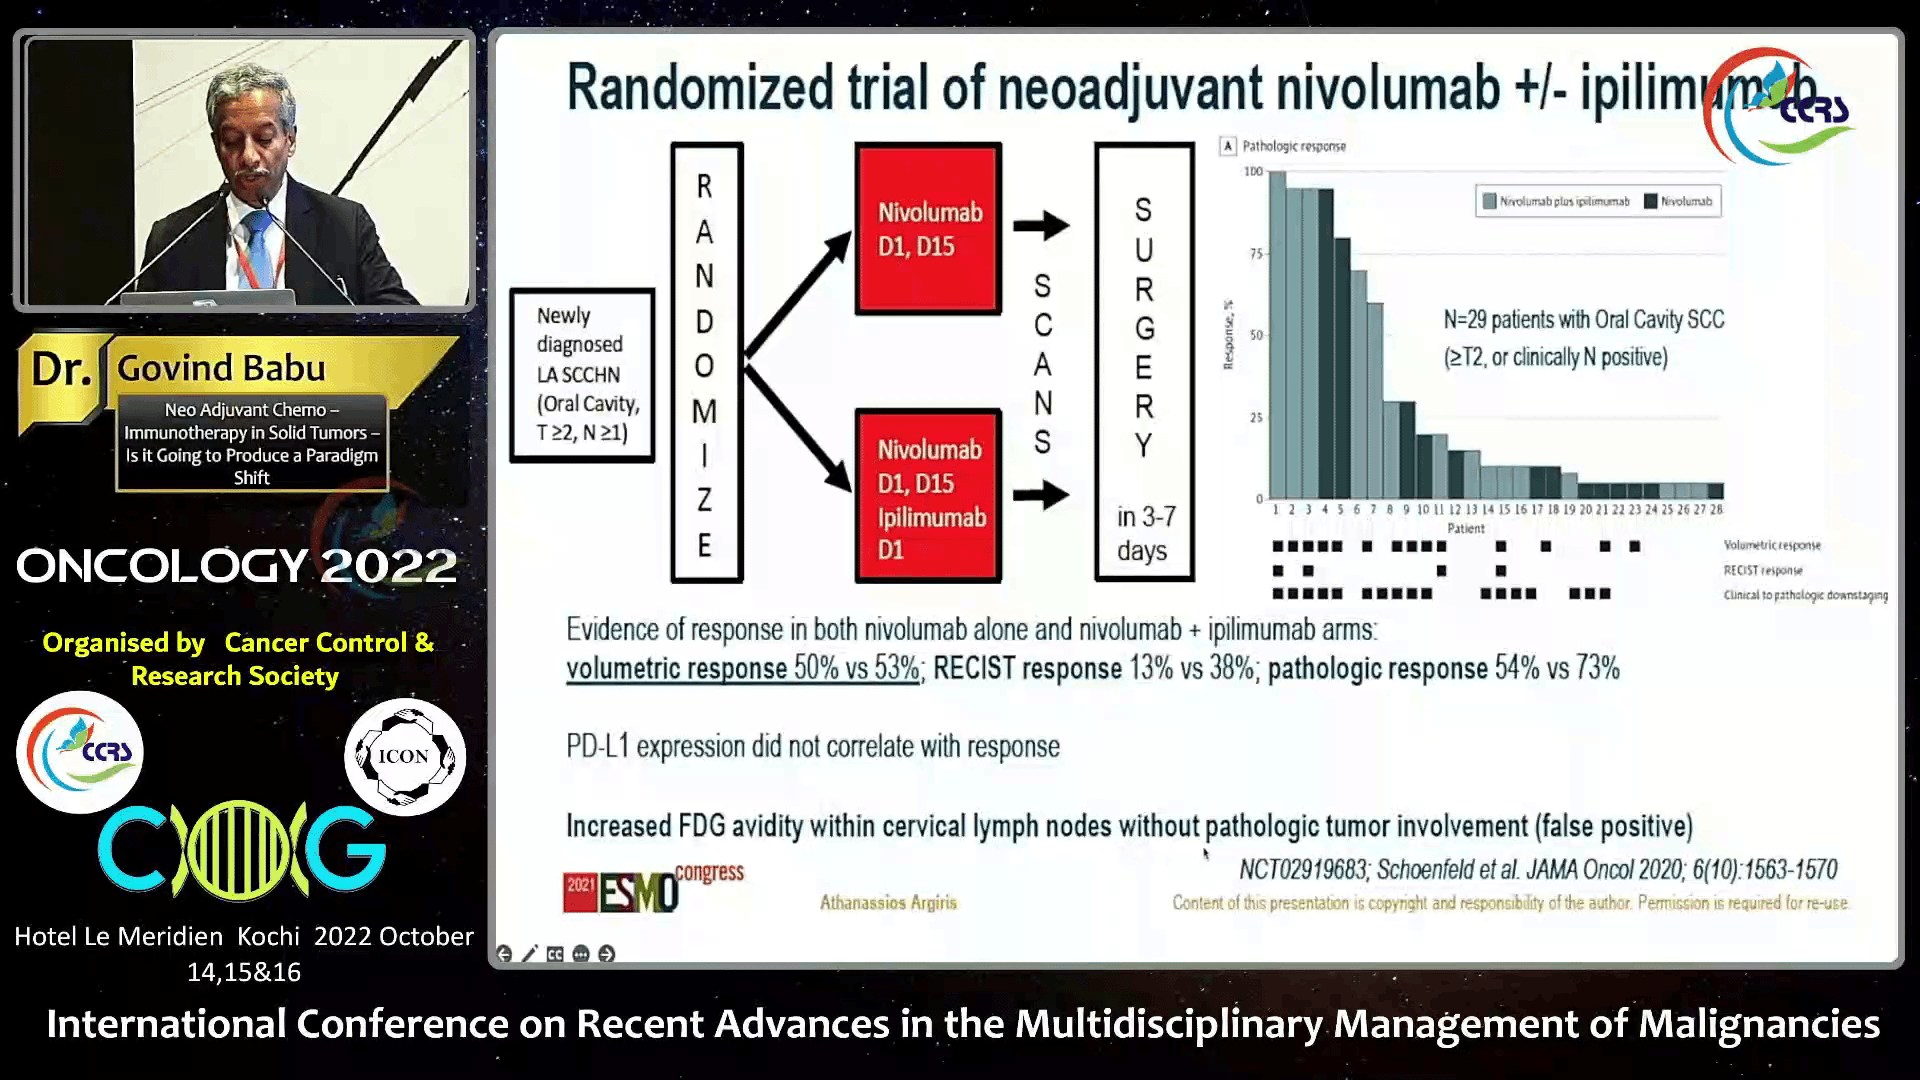 Randomized trial of neoadjuvant nivolumab +/- ipilimumab
CCRS
Newly
diagnosed
LA SCCHN
(Oral Cavity,
T ≥2, N ≥1)
RANDOMIZE
Nivolumab
D1, D15
Nivolumab
D1, D15
Ipilimumab
D1
SCANS
SURGERY
in 3-7
days
A Pathologic response
Nivolumab plus ipilimumab Nivolumab
Response, %
100
75
50
25
0
N=29 patients with Oral Cavity SCC
(≥T2, or clinically N positive)
1 2 3 4 5 6 7 8 9 10 11 12 13 14 15 16 17 18 19 20 21 22 23 24 25 26 27 28
Patient
Volumetric response
RECIST response
Clinical to pathologic downstaging
Evidence of response in both nivolumab alone and nivolumab + ipilimumab arms:
volumetric response 50% vs 53%; RECIST response 13% vs 38%; pathologic response 54% vs 73%
PD-L1 expression did not correlate with response
Increased FDG avidity within cervical lymph nodes without pathologic tumor involvement (false positive)
NCT02919683; Schoenfeld et al. JAMA Oncol 2020; 6(10):1563-1570
2021 ESMO congress
Athanassios Argiris
Content of this presentation is copyright and responsibility of the author. Permission is required for re-use.
Dr. Govind Babu
Neo Adjuvant Chemo –
Immunotherapy in Solid Tumors –
Is it Going to Produce a Paradigm
Shift
ONCOLOGY 2022
Organised by Cancer Control &
Research Society
CCRS
ICON
Hotel Le Meridien Kochi 2022 October
14,15&16
International Conference on Recent Advances in the Multidisciplinary Management of Malignancies